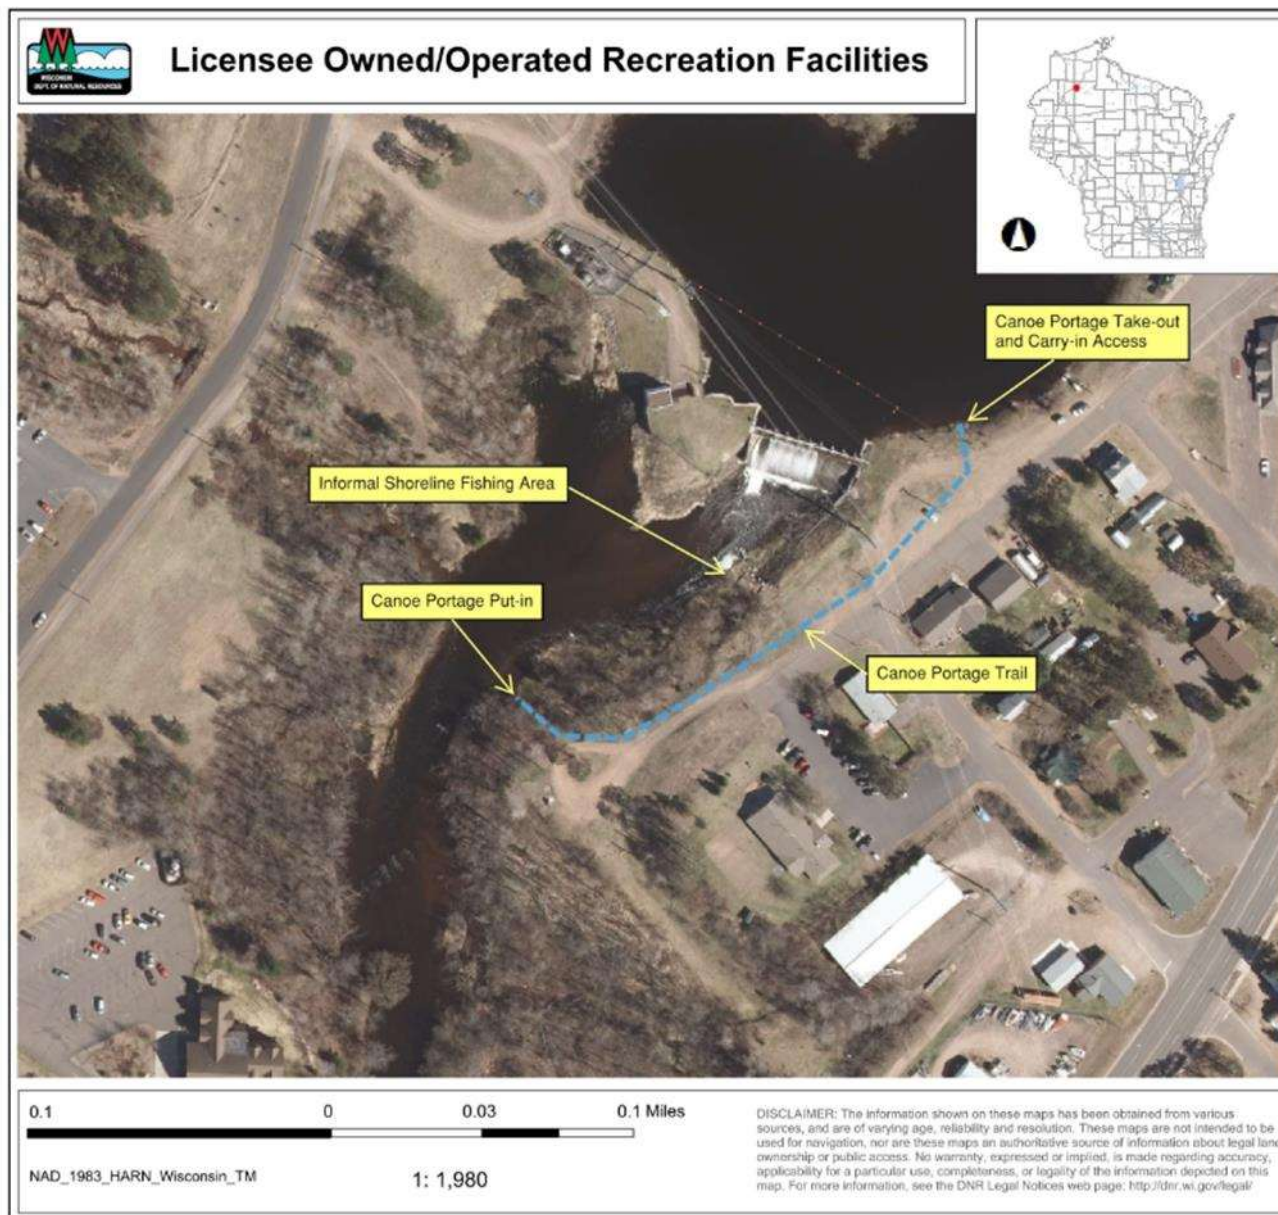 WISCONSIN
DEPT. OF NATURAL RESOURCES
Licensee Owned/Operated Recreation Facilities
Canoe Portage Take-out
and Carry-in Access
Informal Shoreline Fishing Area
Canoe Portage Put-in
Canoe Portage Trail
0.1 0 0.03 0.1 Miles
NAD_1983_HARN_Wisconsin_TM
1: 1,980
DISCLAIMER: The information shown on these maps has been obtained from various
sources, and are of varying age, reliability and resolution. These maps are not intended to be
used for navigation, nor are these maps an authoritative source of information about legal land
ownership or public access. No warranty, expressed or implied, is made regarding accuracy,
applicability for a particular use, completeness, or legality of the information depicted on this
map. For more information, see the DNR Legal Notices web page: http://dnr.wi.gov/legal/